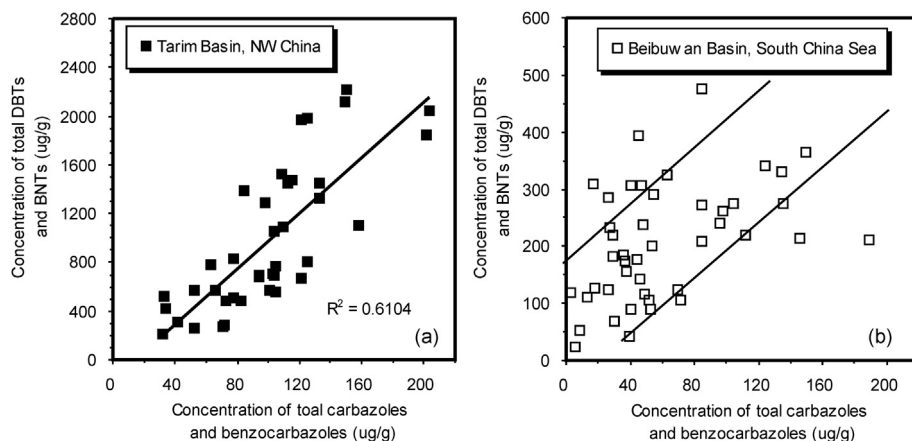 2800
2400
2000
1600
1200
800
400
0
Concentration of total DBTs
and BNTs (ug/g)
Tarim Basin, NW China
R² = 0.6104
(a)
0 40 80 120 160 200
Concentration of toal carbazoles
and benzocarbazoles (ug/g)
600
500
400
300
200
100
0
Concentration of total DBTs
and BNTs (ug/g)
Beibuwan Basin, South China Sea
(b)
0 40 80 120 160 200
Concentration of toal carbazoles
and benzocarbazoles (ug/g)